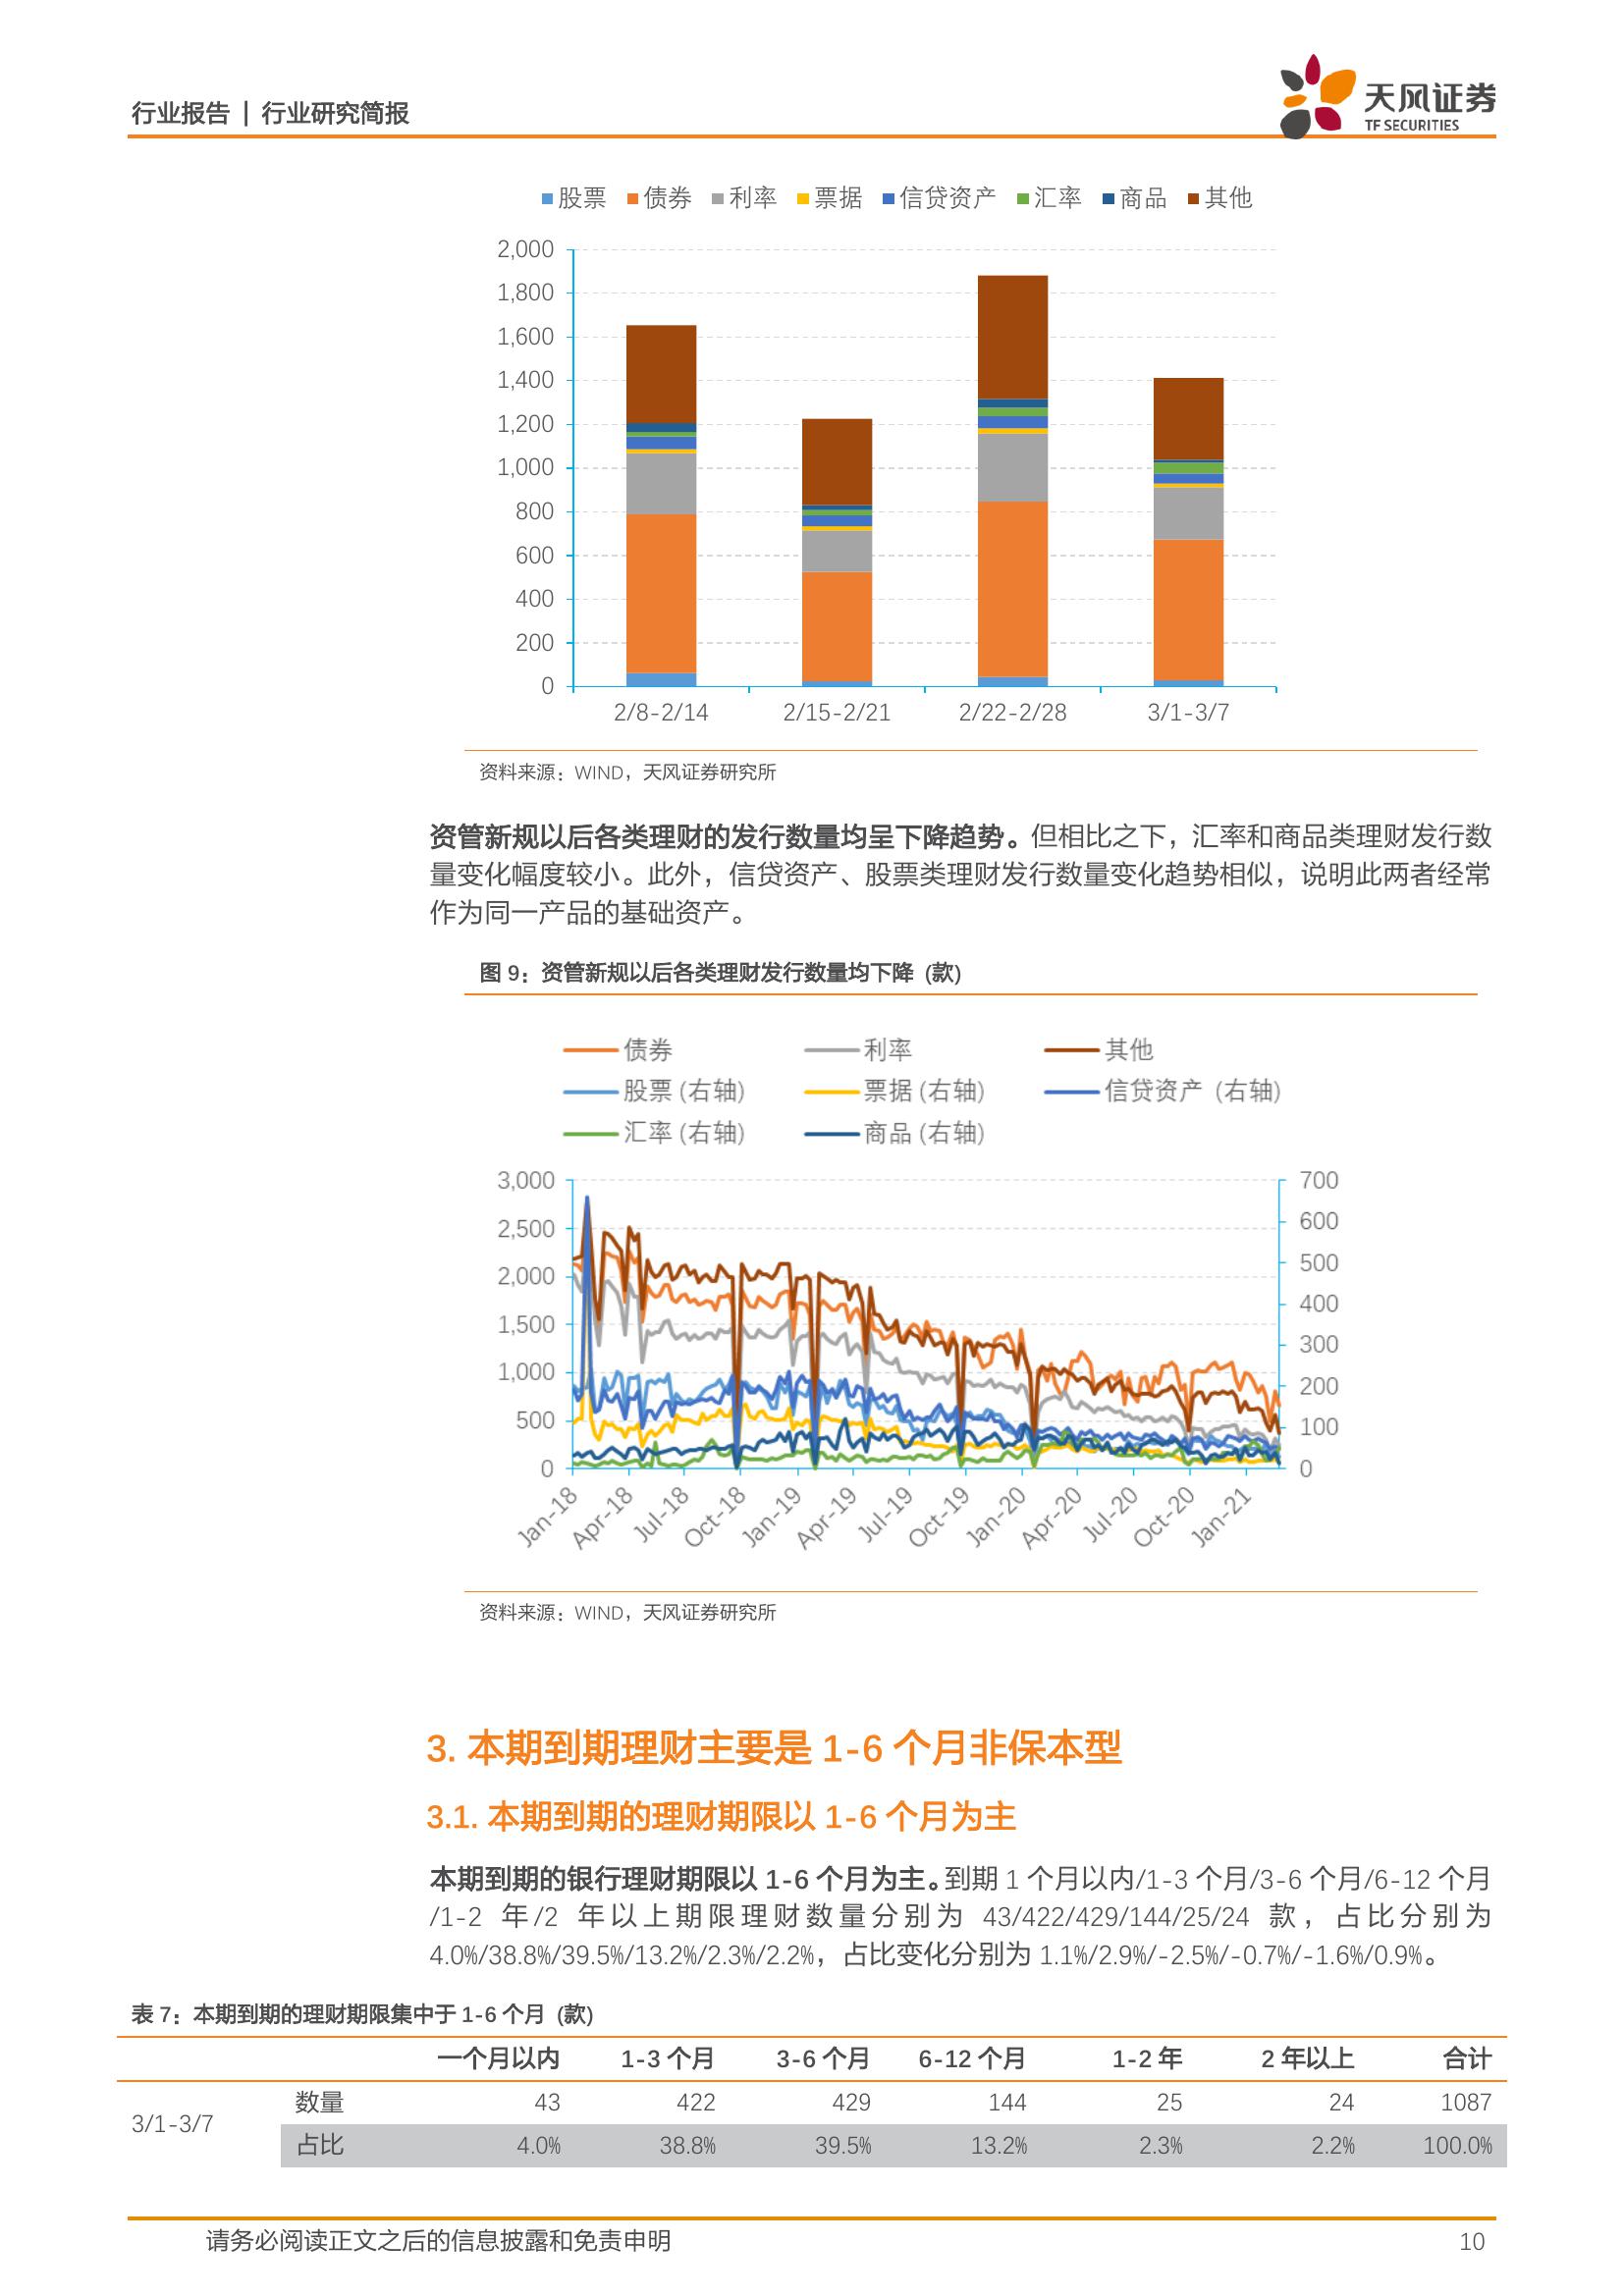 行业报告 | 行业研究简报
天风证券
TF SECURITIES
股票 债券 利率 票据 信贷资产 汇率 商品 其他
2,000
1,800
1,600
1,400
1,200
1,000
800
600
400
200
0
2/8-2/14 2/15-2/21 2/22-2/28 3/1-3/7
资料来源：WIND，天风证券研究所
资管新规以后各类理财的发行数量均呈下降趋势。但相比之下，汇率和商品类理财发行数
量变化幅度较小。此外，信贷资产、股票类理财发行数量变化趋势相似，说明此两者经常
作为同一产品的基础资产。
图 9：资管新规以后各类理财发行数量均下降 (款)
债券 利率 其他
股票 (右轴) 票据 (右轴) 信贷资产 (右轴)
汇率 (右轴) 商品 (右轴)
3,000 700
2,500 600
2,000 500
1,500 400
1,000 300
500 200
0 100
0
Jan-18 Apr-18 Jul-18 Oct-18 Jan-19 Apr-19 Jul-19 Oct-19 Jan-20 Apr-20 Jul-20 Oct-20 Jan-21
资料来源：WIND，天风证券研究所
3. 本期到期理财主要是 1-6 个月非保本型
3.1. 本期到期的理财期限以 1-6 个月为主
本期到期的银行理财期限以 1-6 个月为主。到期 1 个月以内/1-3 个月/3-6 个月/6-12 个月
/1-2 年/2 年以上期限理财数量分别为 43/422/429/144/25/24 款，占比分别为
4.0%/38.8%/39.5%/13.2%/2.3%/2.2%，占比变化分别为 1.1%/2.9%/-2.5%/-0.7%/-1.6%/0.9%。
表 7：本期到期的理财期限集中于 1-6 个月 (款)
一个月以内 1-3 个月 3-6 个月 6-12 个月 1-2 年 2 年以上 合计
3/1-3/7 数量 43 422 429 144 25 24 1087
占比 4.0% 38.8% 39.5% 13.2% 2.3% 2.2% 100.0%
请务必阅读正文之后的信息披露和免责申明 10